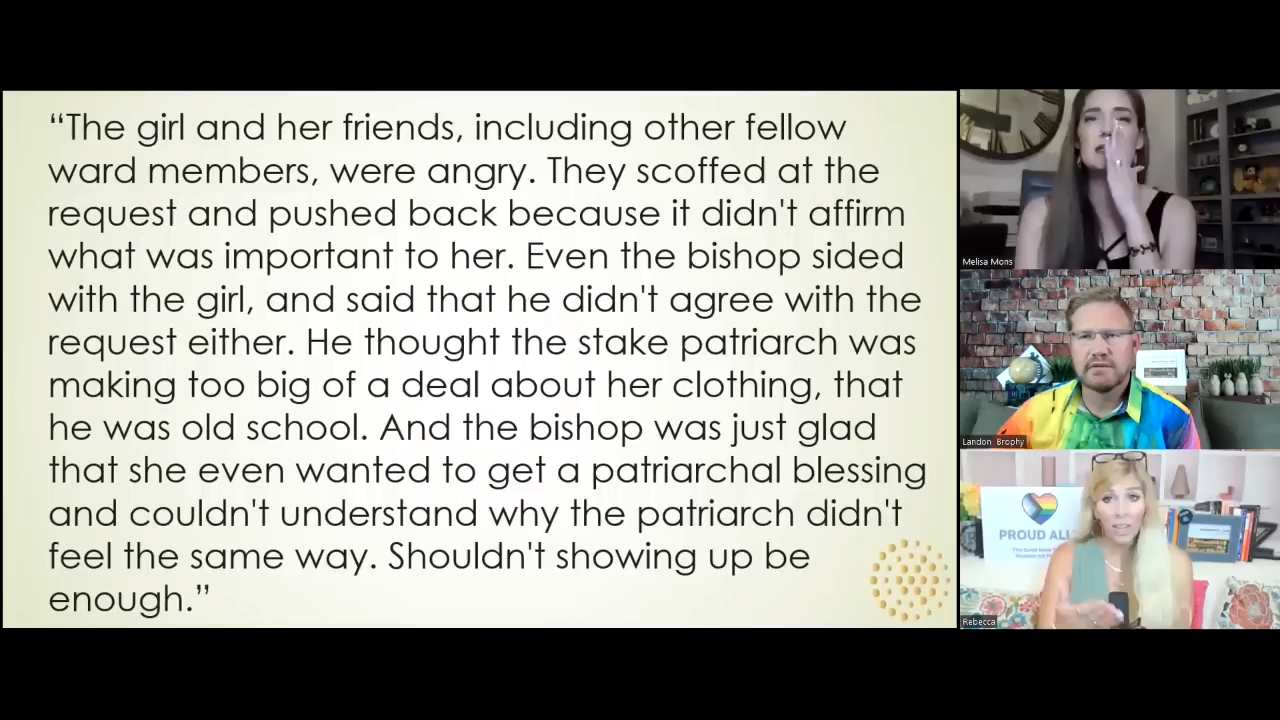 “The girl and her friends, including other fellow
ward members, were angry. They scoffed at the
request and pushed back because it didn't affirm
what was important to her. Even the bishop sided
with the girl, and said that he didn't agree with the
request either. He thought the stake patriarch was
making too big of a deal about her clothing, that
he was old school. And the bishop was just glad
that she even wanted to get a patriarchal blessing
and couldn't understand why the patriarch didn't
feel the same way. Shouldn't showing up be
enough.”
Melisa Mons
Landon Brophy
PROUD ALL
Rebecca